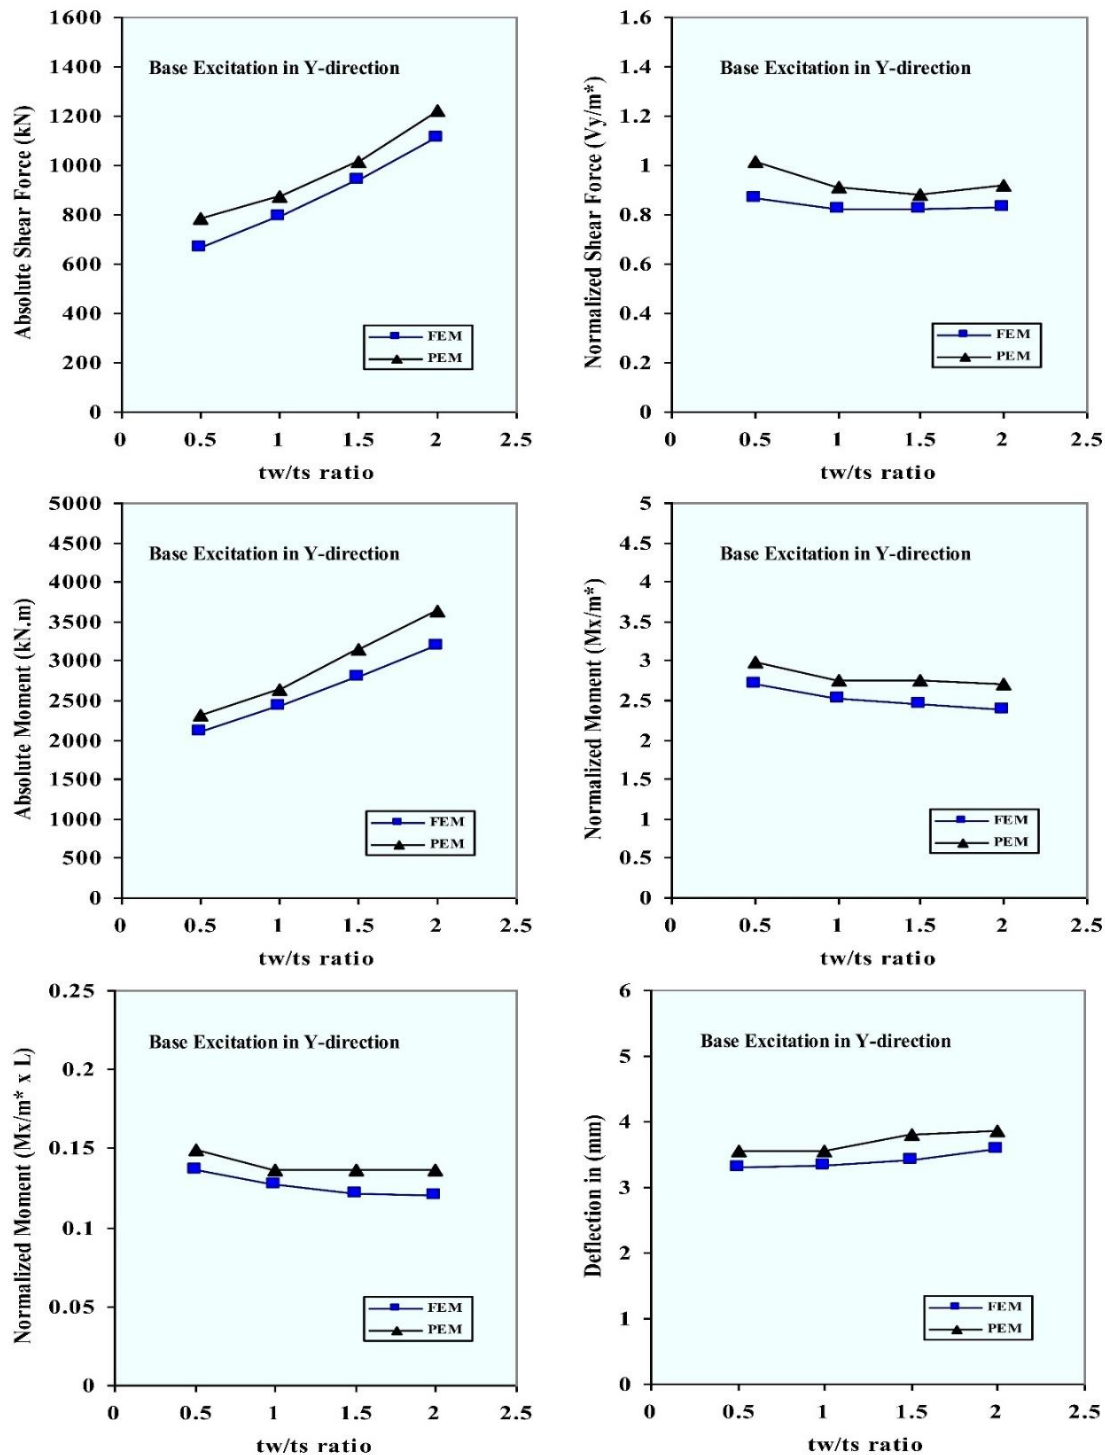 1600
1400
1200
1000
800
600
400
200
0
Absolute Shear Force (kN)
Base Excitation in Y-direction
FEM
PEM
0 0.5 1 1.5 2 2.5
tw/ts ratio
1.6
1.4
1.2
1
0.8
0.6
0.4
0.2
0
Normalized Shear Force (Vy/m*)
Base Excitation in Y-direction
FEM
PEM
0 0.5 1 1.5 2 2.5
tw/ts ratio
5000
4500
4000
3500
3000
2500
2000
1500
1000
500
0
Absolute Moment (kN.m)
Base Excitation in Y-direction
FEM
PEM
0 0.5 1 1.5 2 2.5
tw/ts ratio
5
4.5
4
3.5
3
2.5
2
1.5
1
0.5
0
Normalized Moment (Mx/m*)
Base Excitation in Y-direction
FEM
PEM
0 0.5 1 1.5 2 2.5
tw/ts ratio
0.25
0.2
0.15
0.1
0.05
0
Normalized Moment (Mx/m* x L)
Base Excitation in Y-direction
FEM
PEM
0 0.5 1 1.5 2 2.5
tw/ts ratio
6
5
4
3
2
1
0
Deflection in (mm)
Base Excitation in Y-direction
FEM
PEM
0 0.5 1 1.5 2 2.5
tw/ts ratio